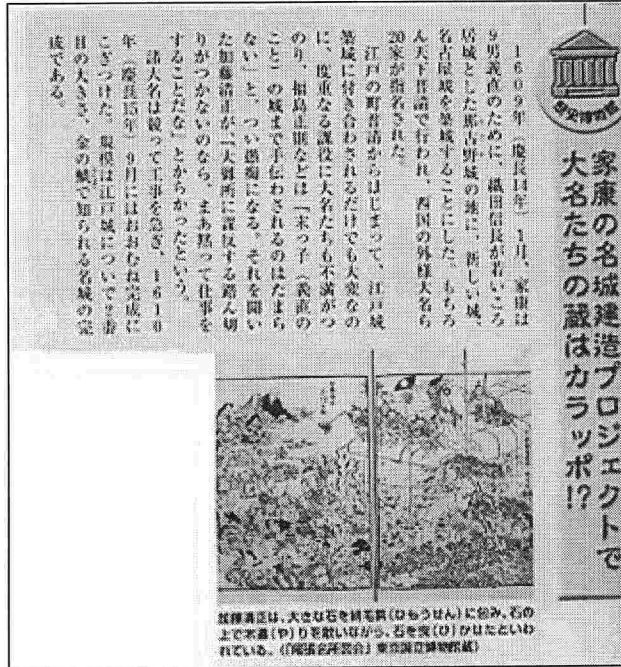 歴史博物館
家康の名城建造プロジェクトで
大名たちの蔵はカラッポ!?
1609年(慶長14年)1月、家康は
9男義直のために、織田信長が若いころ
居城とした那古野城の地に、新しい城、
名古屋城を築城することにした。もちろ
ん天下普請で行われ、西国の外様大名ら
20家が指名された。
江戸の町普請からはじまって、江戸城
築城に付き合わされるだけでも大変なの
に、度重なる課役に大名たちも不満がつ
のり、福島正則などは「末っ子(義直の
こと)の城まで手伝わされるのはたまら
ない」と、つい愚痴になる。それを聞い
た加藤清正が「大御所に謀反する踏ん切
りがつかないのなら、まあ黙って仕事を
することだな」とからかったという。
諸大名は競って工事を急ぎ、1610
年(慶長15年)9月にはおおむね完成に
こぎつけた。規模は江戸城についで2番
目の大きさ、金の鯱で知られる名城の完
成である。
加藤清正は、大きな石を緋毛氈(ひもうせん)に包み、石の
上で木遣(や)りを歌いながら、石を曳(ひ)かせたといわ
れている。(『尾張名所図会』東京国立博物館蔵)